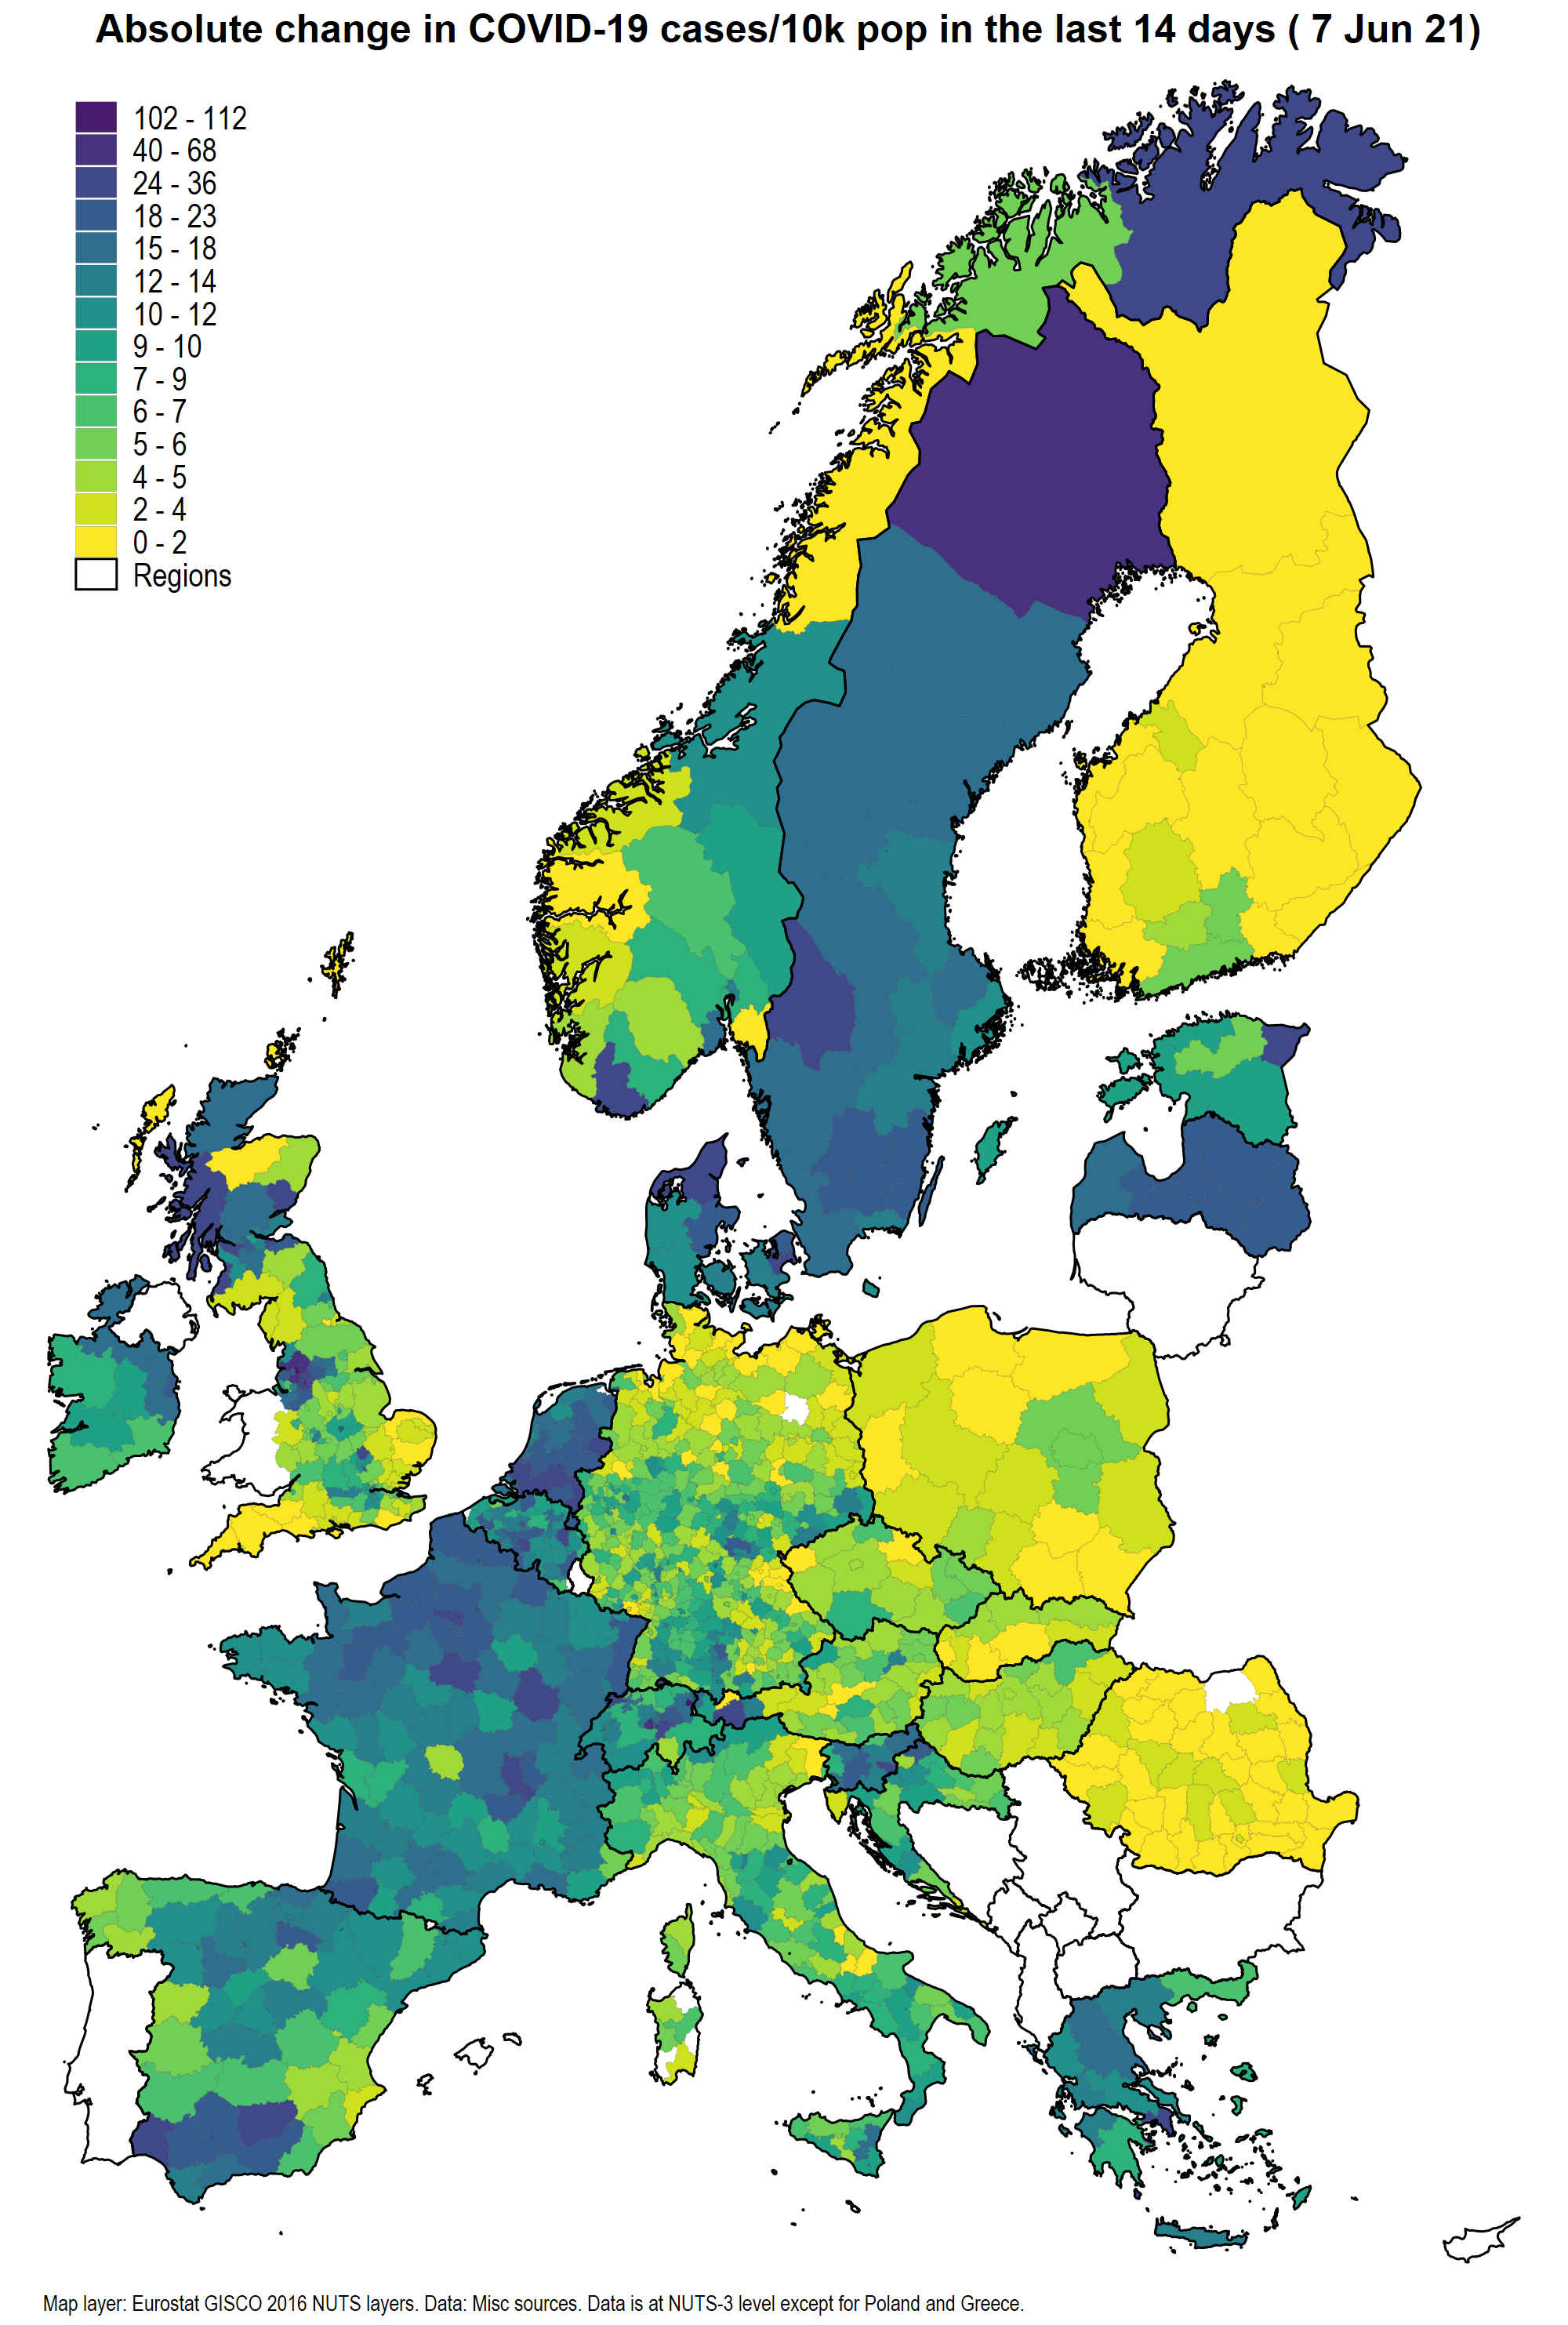 Absolute change in COVID-19 cases/10k pop in the last 14 days ( 7 Jun 21)
102 - 112
40 - 68
24 - 36
18 - 23
15 - 18
12 - 14
10 - 12
9 - 10
7 - 9
6 - 7
5 - 6
4 - 5
2 - 4
0 - 2
Regions
Map layer: Eurostat GISCO 2016 NUTS layers. Data: Misc sources. Data is at NUTS-3 level except for Poland and Greece.